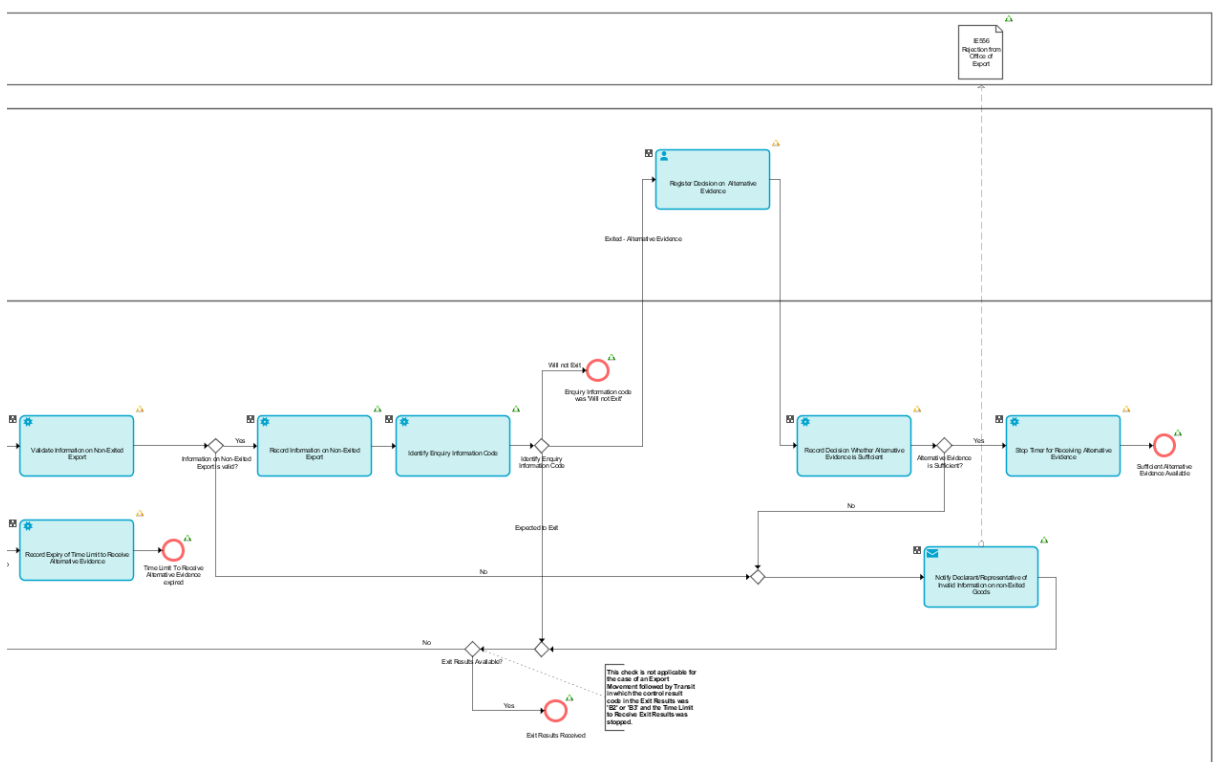 IE556
Rejection from
Office of
Export
Register Decision on Alternative
Evidence
Exited - Alternative Evidence
Will not Exit
Enquiry Information code
was 'Will not Exit'
Validate Information on Non-Exited
Export
Information on Non-Exited
Export is valid?
Yes
Record Information on Non-Exited
Export
Identify Enquiry Information Code
Identify Enquiry
Information Code
Record Decision Whether Alternative
Evidence is Sufficient
Alternative Evidence
is Sufficient?
Yes
Stop Timer for Receiving Alternative
Evidence
Sufficient Alternative
Evidence Available
No
Expected to Exit
Record Expiry of Time Limit to Receive
Alternative Evidence
Time Limit To Receive
Alternative Evidence
expired
No
Notify Declarant/Representative of
Invalid Information on non-Exited
Goods
No
Exit Results Available?
This check is not applicable for
the case of an Export
Movement followed by Transit
in which the control result
code in the Exit Results was
'B2' or 'B3' and the Time Limit
to Receive Exit Results was
stopped.
Yes
Exit Results Received